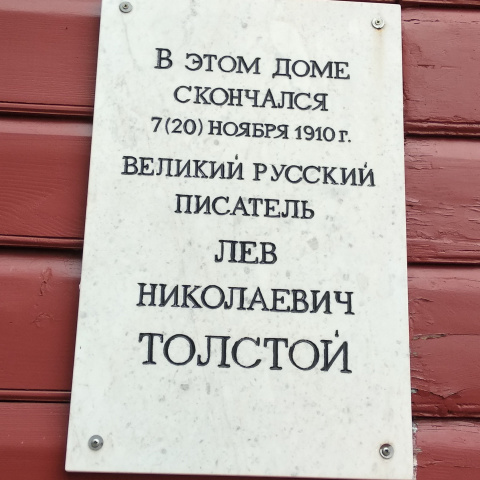 В ЭТОМ ДОМЕ
СКОНЧАЛСЯ
7(20) НОЯБРЯ 1910 г.
ВЕЛИКИЙ РУССКИЙ
ПИСАТЕЛЬ
ЛЕВ
НИКОЛАЕВИЧ
ТОЛСТОЙ